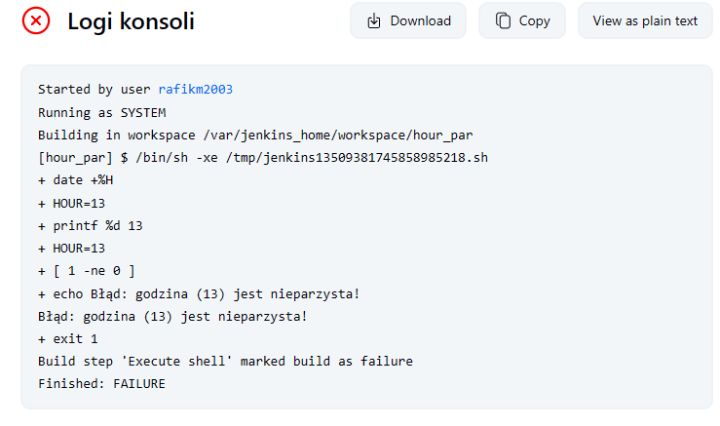 Logi konsoli
Download
Copy
View as plain text
Started by user rafikm2003
Running as SYSTEM
Building in workspace /var/jenkins_home/workspace/hour_par
[hour_par] $ /bin/sh -xe /tmp/jenkins13509381745858985218.sh
+ date +%H
+ HOUR=13
+ printf %d 13
+ HOUR=13
+ [ 1 -ne 0 ]
+ echo Błąd: godzina (13) jest nieparzysta!
Błąd: godzina (13) jest nieparzysta!
+ exit 1
Build step 'Execute shell' marked build as failure
Finished: FAILURE